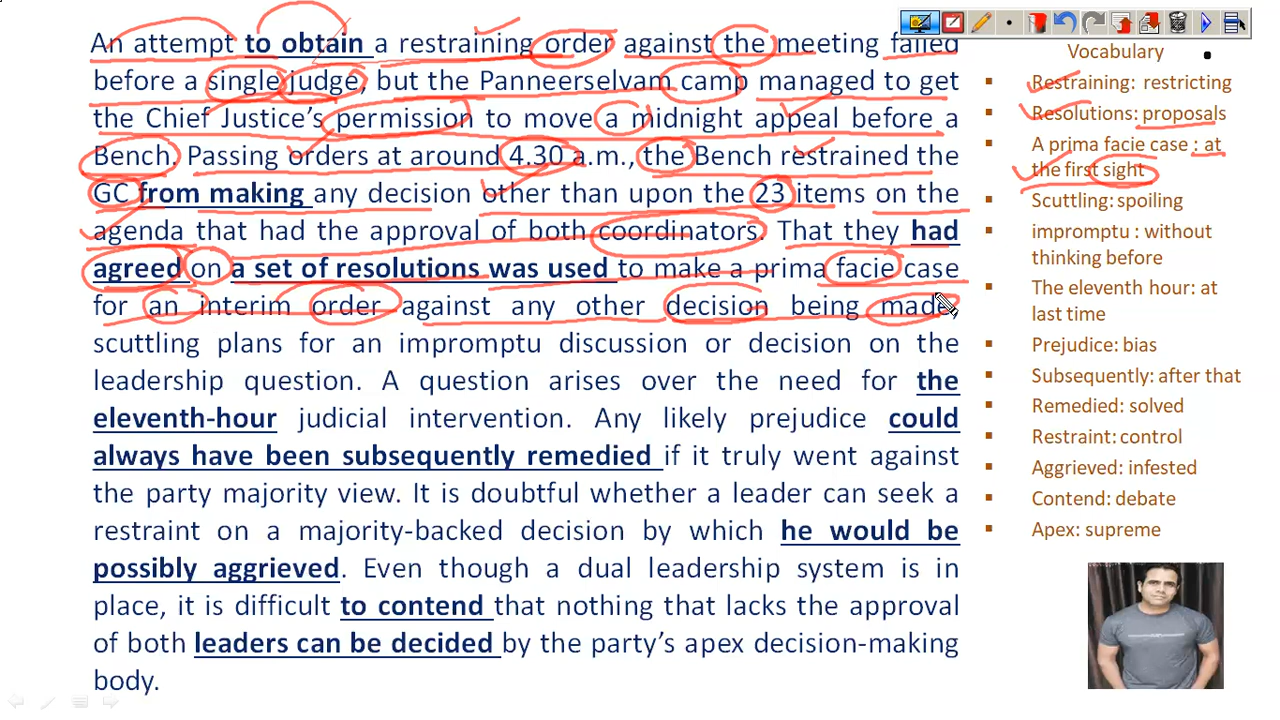 An attempt to obtain a restraining order against the meeting failed
before a single judge, but the Panneerselvam camp managed to get
the Chief Justice's permission to move a midnight appeal before a
Bench. Passing orders at around 4.30 a.m., the Bench restrained the
GC from making any decision other than upon the 23 items on the
agenda that had the approval of both coordinators. That they had
agreed on a set of resolutions was used to make a prima facie case
for an interim order against any other decision being made,
scuttling plans for an impromptu discussion or decision on the
leadership question. A question arises over the need for the
eleventh-hour judicial intervention. Any likely prejudice could
always have been subsequently remedied if it truly went against
the party majority view. It is doubtful whether a leader can seek a
restraint on a majority-backed decision by which he would be
possibly aggrieved. Even though a dual leadership system is in
place, it is difficult to contend that nothing that lacks the approval
of both leaders can be decided by the party's apex decision-making
body.
Vocabulary
Restraining: restricting
Resolutions: proposals
A prima facie case : at
the first sight
Scuttling: spoiling
impromptu : without
thinking before
The eleventh hour: at
last time
Prejudice: bias
Subsequently: after that
Remedied: solved
Restraint: control
Aggrieved: infested
Contend: debate
Apex: supreme